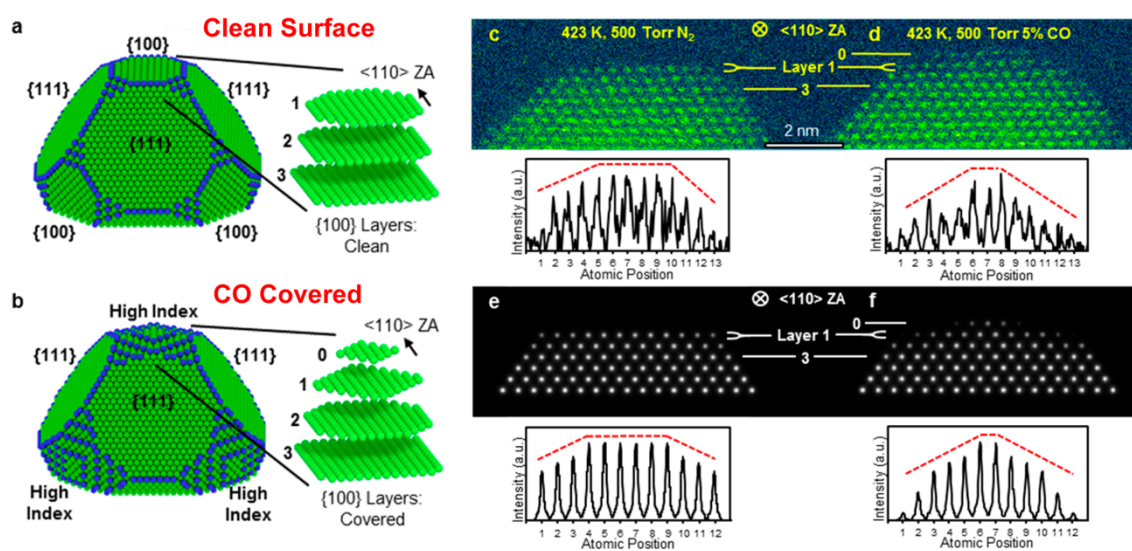 a
Clean Surface
{100}
{111}
{111}
{111}
{100}
{100}
<110> ZA
1
2
3
{100} Layers:
Clean
b
CO Covered
High Index
{111}
{111}
{111}
High
Index
High
Index
<110> ZA
0
1
2
3
{100} Layers:
Covered
c
423 K, 500 Torr N₂
<110> ZA
d
423 K, 500 Torr 5% CO
0
Layer 1
3
2 nm
Intensity (a.u.)
1 2 3 4 5 6 7 8 9 10 11 12 13
Atomic Position
Intensity (a.u.)
1 2 3 4 5 6 7 8 9 10 11 12 13
Atomic Position
e
<110> ZA
f
0
Layer 1
3
Intensity (a.u.)
1 2 3 4 5 6 7 8 9 10 11 12
Atomic Position
Intensity (a.u.)
1 2 3 4 5 6 7 8 9 10 11 12
Atomic Position